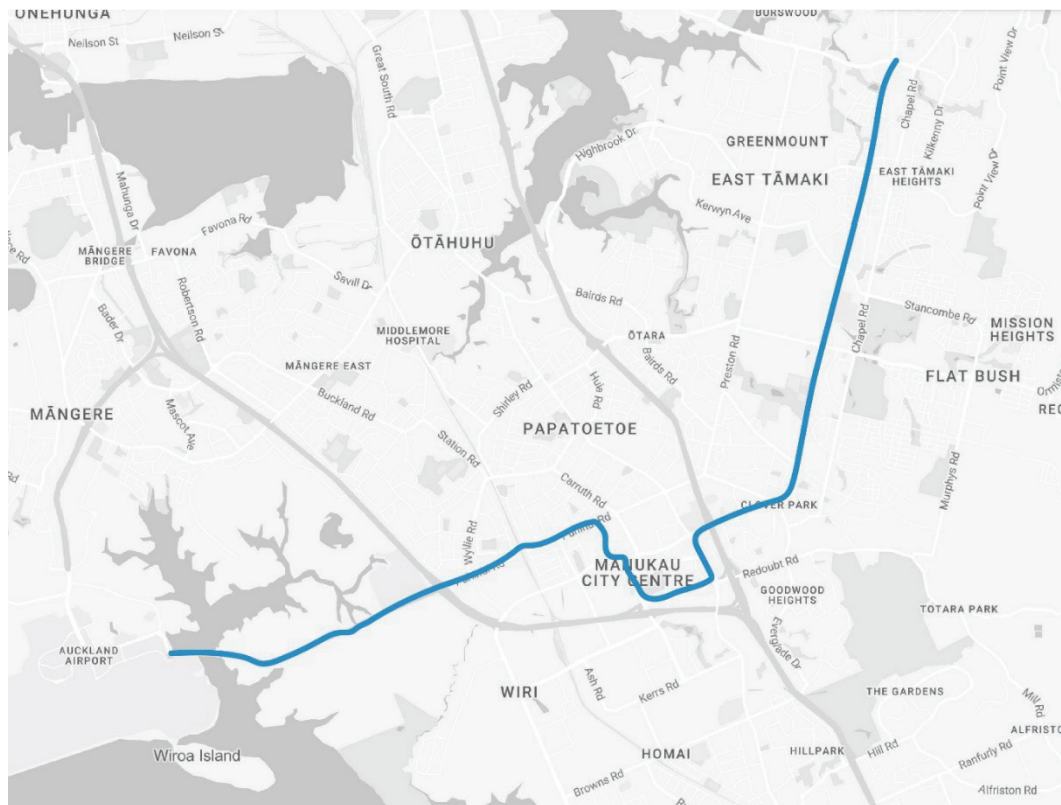 ONEHUNGA
BURSWOOD
Neilson St
Neilson St
Great South Rd
Point View Dr
Chapel Rd
Kilkenny Dr
Highbrook Dr
GREENMOUNT
EAST TĀMAKI
EAST TĀMAKI
HEIGHTS
Point View Dr
Mahunga Dr
Kerwyn Ave
Favona Rd
ŌTĀHUHU
MĀNGERE
BRIDGE
FAVONA
Savill Dr
Robertson Rd
Bader Dr
Bairds Rd
Stancombe Rd
MIDDLEMORE
HOSPITAL
ŌTARA
Chapel Rd
MISSION
HEIGHTS
Bairds Rd
Preston Rd
MĀNGERE EAST
FLAT BUSH
Buckland Rd
Shirley Rd
Huia Rd
MĀNGERE
Mascot Ave
PAPATOETOE
Station Rd
Murphys Rd
Carruth Rd
CLOVER PARK
Wyllie Rd
MANUKAU
CITY CENTRE
Redoubt Rd
GOODWOOD
HEIGHTS
TOTARA PARK
AUCKLAND
AIRPORT
Everglade Dr
WIRI
Ash Rd
Kerrs Rd
THE GARDENS
Mill Rd
Wiroa Island
HOMAI
HILLPARK
Hill Rd
Ranfurly Rd
Browns Rd
Alfriston Rd